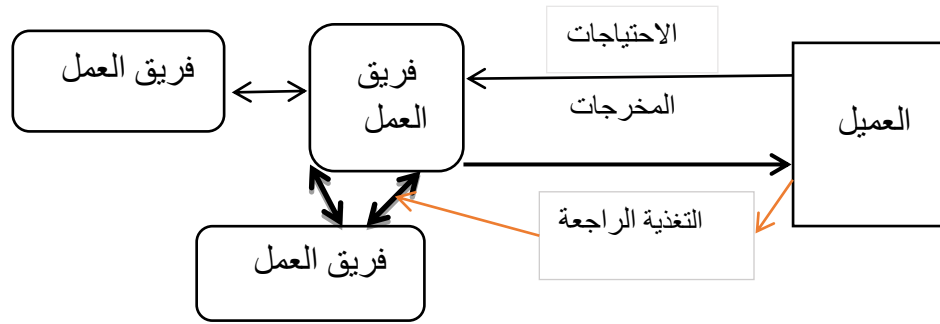 الاحتياجات
العميل
المخرجات
التغذية الراجعة
فريق
العمل
فريق العمل
فريق العمل